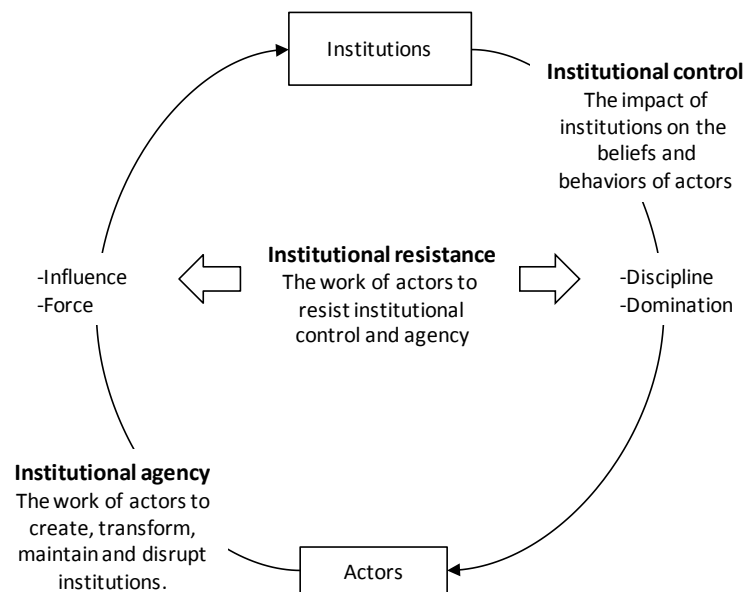 Institutions
Institutional control
The impact of
institutions on the
beliefs and
behaviors of actors
Institutional resistance
The work of actors to
resist institutional
control and agency
-Influence
-Force
-Discipline
-Domination
Institutional agency
The work of actors to
create, transform,
maintain and disrupt
institutions.
Actors